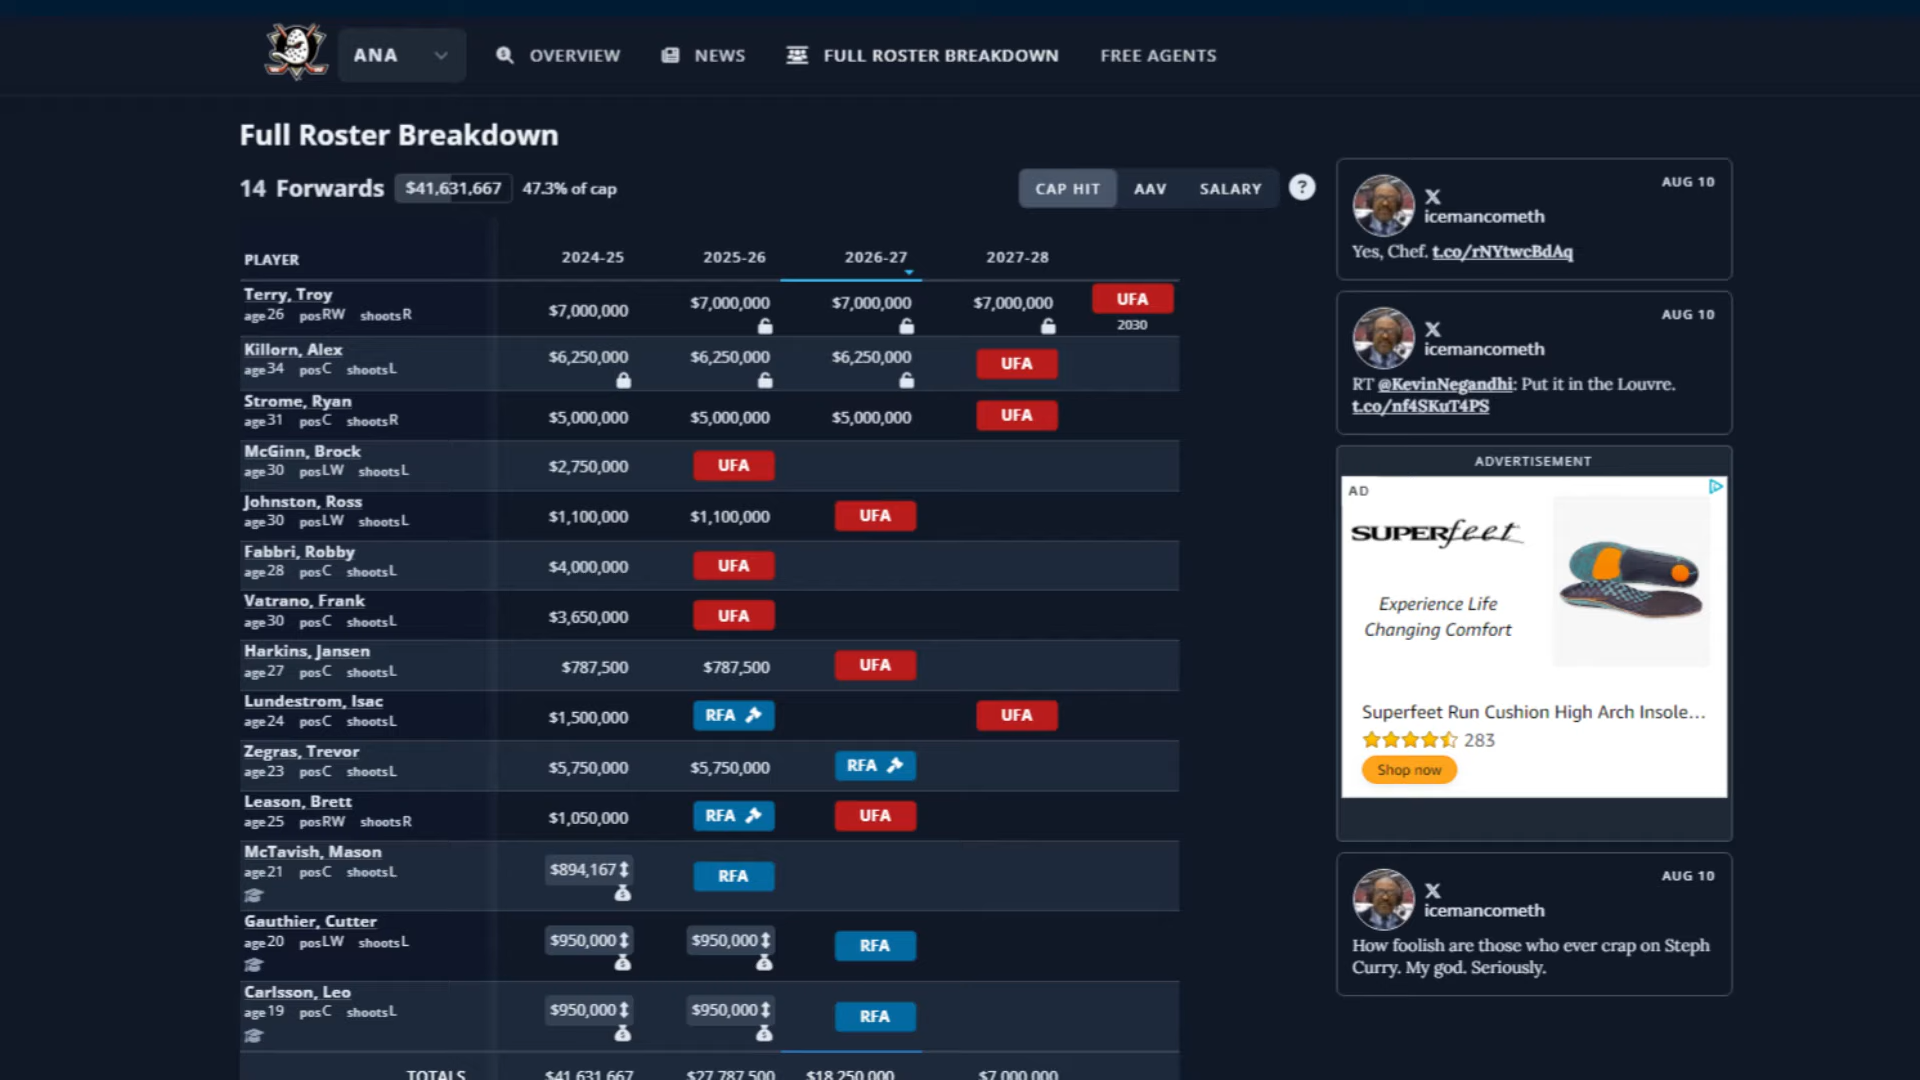 ANA
OVERVIEW
NEWS
FULL ROSTER BREAKDOWN
FREE AGENTS
Full Roster Breakdown
14 Forwards $41,631,667 47.3% of cap
CAP HIT AAV SALARY ?
PLAYER 2024-25 2025-26 2026-27 2027-28
Terry, Troy
age 26 pos RW shoots R
$7,000,000 $7,000,000 $7,000,000 $7,000,000 UFA
2030
Killorn, Alex
age 34 pos C shoots L
$6,250,000 $6,250,000 $6,250,000 UFA
Strome, Ryan
age 31 pos C shoots R
$5,000,000 $5,000,000 $5,000,000 UFA
McGinn, Brock
age 30 pos LW shoots L
$2,750,000 UFA
Johnston, Ross
age 30 pos LW shoots L
$1,100,000 $1,100,000 UFA
Fabbri, Robby
age 28 pos C shoots L
$4,000,000 UFA
Vatrano, Frank
age 30 pos C shoots L
$3,650,000 UFA
Harkins, Jansen
age 27 pos C shoots L
$787,500 $787,500 UFA
Lundestrom, Isac
age 24 pos C shoots L
$1,500,000 RFA UFA
Zegras, Trevor
age 23 pos C shoots L
$5,750,000 $5,750,000 RFA
Leason, Brett
age 25 pos RW shoots R
$1,050,000 RFA UFA
McTavish, Mason
age 21 pos C shoots L
$894,167 RFA
Gauthier, Cutter
age 20 pos LW shoots L
$950,000 $950,000 RFA
Carlsson, Leo
age 19 pos C shoots L
$950,000 $950,000 RFA
TOTALS $41,631,667 $27,787,500 $18,250,000 $7,000,000
AUG 10
X
icemancometh
Yes, Chef. t.co/rNYtwcBdAq
AUG 10
X
icemancometh
RT @KevinNegandhi: Put it in the Louvre.
t.co/nf4SKuT4PS
ADVERTISEMENT
AD
SUPERfeet
Experience Life
Changing Comfort
Superfeet Run Cushion High Arch Insole...
283
Shop now
AUG 10
X
icemancometh
How foolish are those who ever crap on Steph
Curry. My god. Seriously.